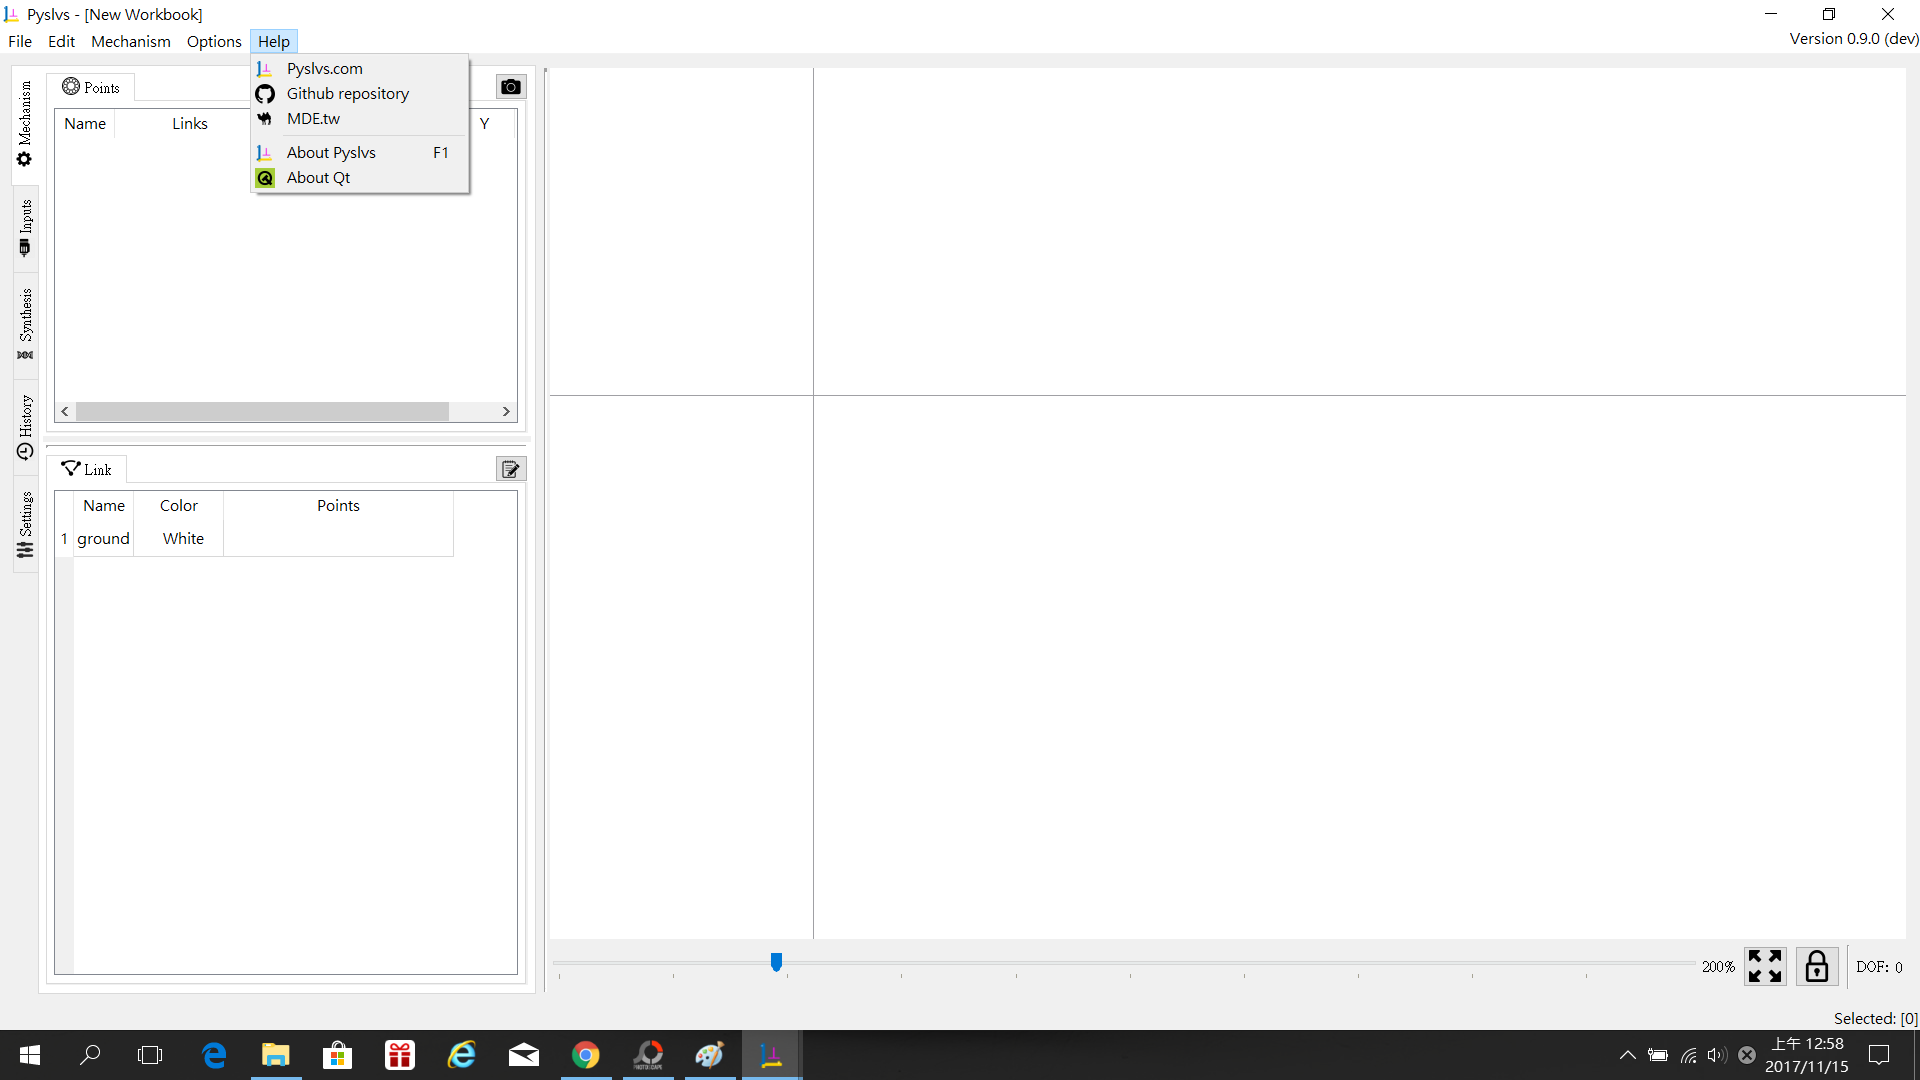 Pyslvs - [New Workbook]
File Edit Mechanism Options Help
Version 0.9.0 (dev)
Pyslvs.com
Github repository
MDE.tw
About Pyslvs F1
About Qt
Mechanism
Inputs
Synthesis
History
Settings
Points
Name Links Y
Link
Name Color Points
1 ground White
200%
DOF: 0
Selected: [0]
PHOTOSCAPE
上午 12:58
2017/11/15